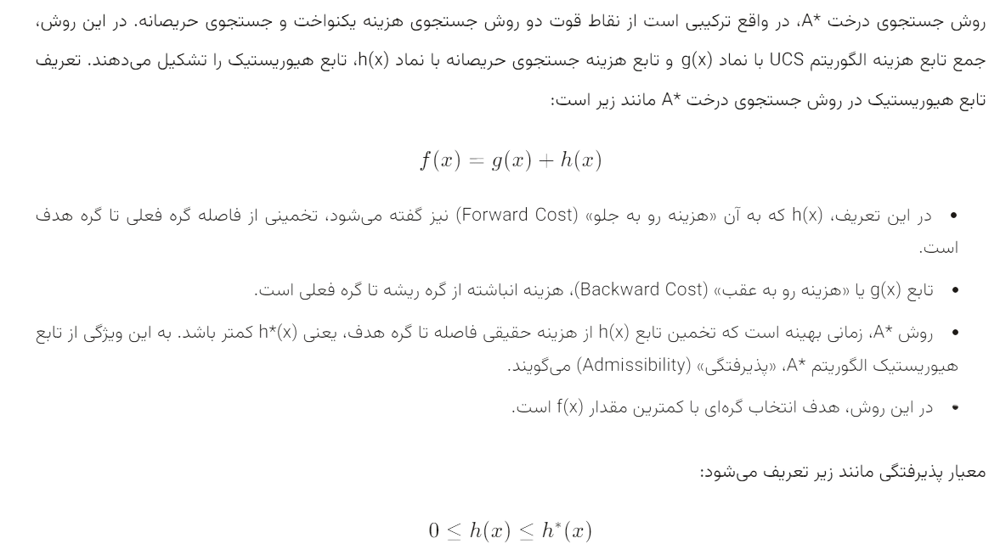 روش جستجوی درخت *A، در واقع ترکیبی است از نقاط قوت دو روش جستجوی هزینه یکنواخت و جستجوی حریصانه. در این روش،
جمع تابع هزینه الگوریتم UCS با نماد g(x) و تابع هزینه جستجوی حریصانه با نماد h(x)، تابع هیوریستیک را تشکیل می‌دهند. تعریف
تابع هیوریستیک در روش جستجوی درخت *A مانند زیر است:
f(x) = g(x) + h(x)
• در این تعریف، h(x) که به آن «هزینه رو به جلو» (Forward Cost) نیز گفته می‌شود، تخمینی از فاصله گره فعلی تا گره هدف
است.
• تابع g(x) یا «هزینه رو به عقب» (Backward Cost)، هزینه انباشته از گره ریشه تا گره فعلی است.
• روش *A، زمانی بهینه است که تخمین تابع h(x) از هزینه حقیقی فاصله تا گره هدف، یعنی h*(x) کمتر باشد. به این ویژگی از تابع
هیوریستیک الگوریتم *A، «پذیرفتگی» (Admissibility) می‌گویند.
• در این روش، هدف انتخاب گره‌ای با کمترین مقدار f(x) است.
معیار پذیرفتگی مانند زیر تعریف می‌شود:
0 ≤ h(x) ≤ h*(x)